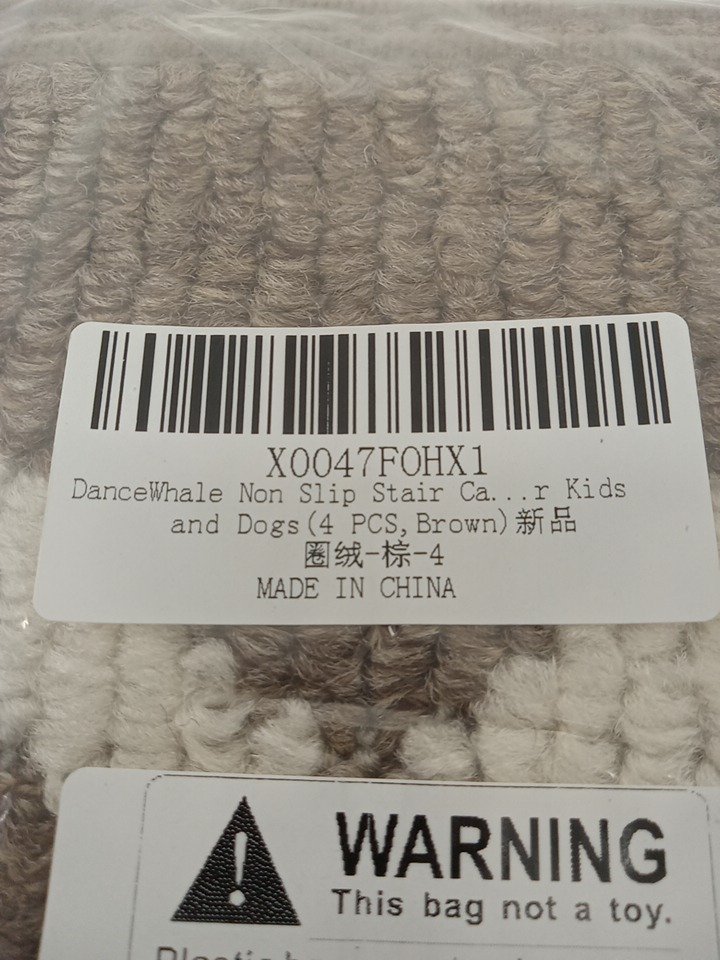 X0047FOHX1
DanceWhale Non Slip Stair Ca...r Kids
and Dogs(4 PCS,Brown)新品
圈绒-棕-4
MADE IN CHINA
WARNING
This bag not a toy.